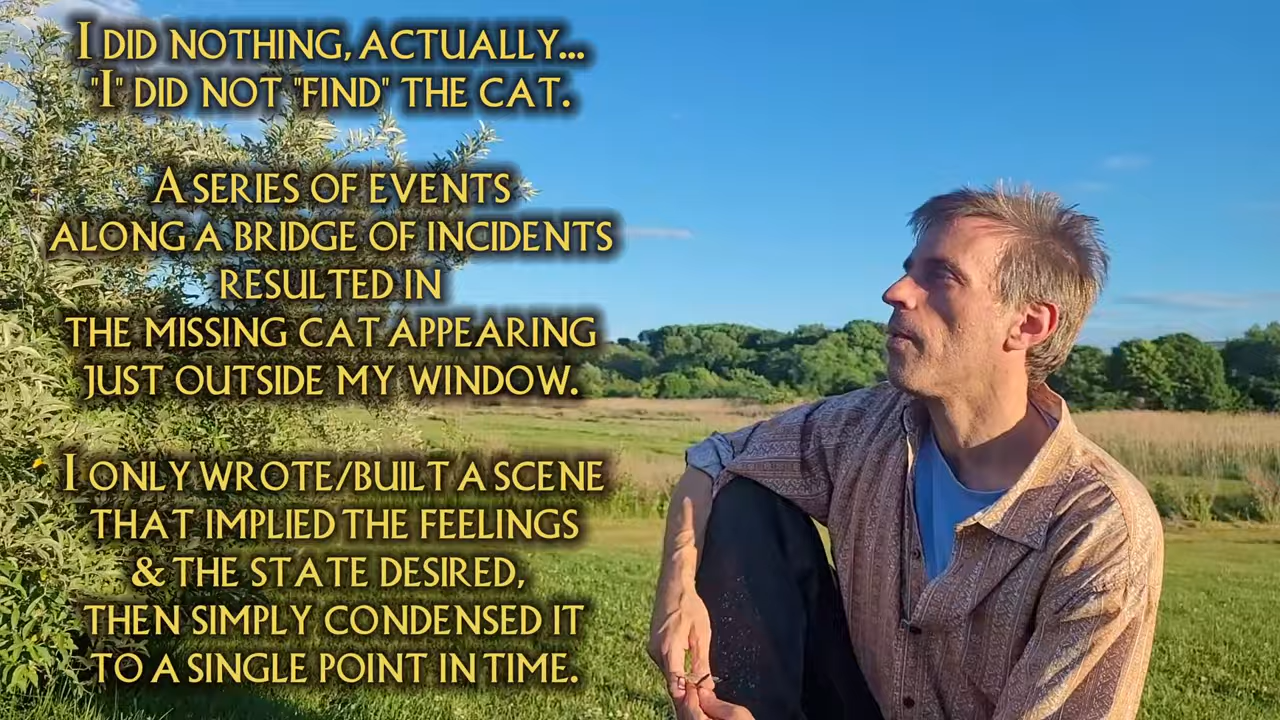 I DID NOTHING, ACTUALLY...
"I" DID NOT "FIND" THE CAT.
A SERIES OF EVENTS
ALONG A BRIDGE OF INCIDENTS
RESULTED IN
THE MISSING CAT APPEARING
JUST OUTSIDE MY WINDOW.
I ONLY WROTE/BUILT A SCENE
THAT IMPLIED THE FEELINGS
& THE STATE DESIRED,
THEN SIMPLY CONDENSED IT
TO A SINGLE POINT IN TIME.